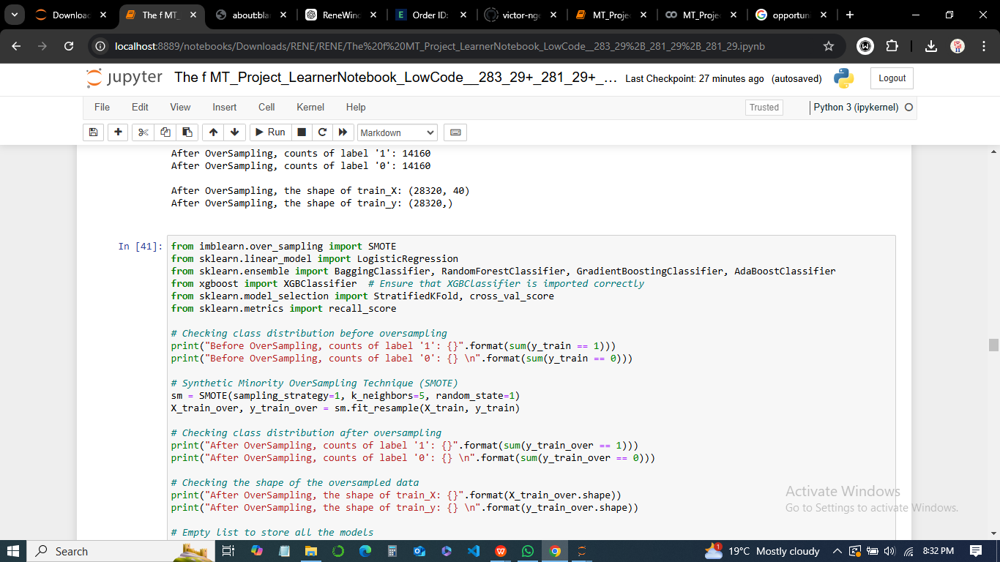 Download
The f MT_
about:bla
ReneWind
Order ID:
victor-nge
MT_Projec
MT_Projec
opportuni
localhost:8889/notebooks/Downloads/RENE/RENE/The%20f%20MT_Project_LearnerNotebook_LowCode__283_29%2B_281_29%2B_281_29.ipynb
jupyter The f MT_Project_LearnerNotebook_LowCode__283_29+_281_29+_... Last Checkpoint: 27 minutes ago (autosaved)
Logout
File Edit View Insert Cell Kernel Help
Trusted
Python 3 (ipykernel)
Run
Markdown
After OverSampling, counts of label '1': 14160
After OverSampling, counts of label '0': 14160
After OverSampling, the shape of train_X: (28320, 40)
After OverSampling, the shape of train_y: (28320,)
In [41]:
from imblearn.over_sampling import SMOTE
from sklearn.linear_model import LogisticRegression
from sklearn.ensemble import BaggingClassifier, RandomForestClassifier, GradientBoostingClassifier, AdaBoostClassifier
from xgboost import XGBClassifier  # Ensure that XGBClassifier is imported correctly
from sklearn.model_selection import StratifiedKFold, cross_val_score
from sklearn.metrics import recall_score
# Checking class distribution before oversampling
print("Before OverSampling, counts of label '1': {}".format(sum(y_train == 1)))
print("Before OverSampling, counts of label '0': {} \n".format(sum(y_train == 0)))
# Synthetic Minority OverSampling Technique (SMOTE)
sm = SMOTE(sampling_strategy=1, k_neighbors=5, random_state=1)
X_train_over, y_train_over = sm.fit_resample(X_train, y_train)
# Checking class distribution after oversampling
print("After OverSampling, counts of label '1': {}".format(sum(y_train_over == 1)))
print("After OverSampling, counts of label '0': {} \n".format(sum(y_train_over == 0)))
# Checking the shape of the oversampled data
print("After OverSampling, the shape of train_X: {}".format(X_train_over.shape))
print("After OverSampling, the shape of train_y: {} \n".format(y_train_over.shape))
# Empty list to store all the models
Activate Windows
Go to Settings to activate Windows.
Search
1
19°C Mostly cloudy
8:32 PM